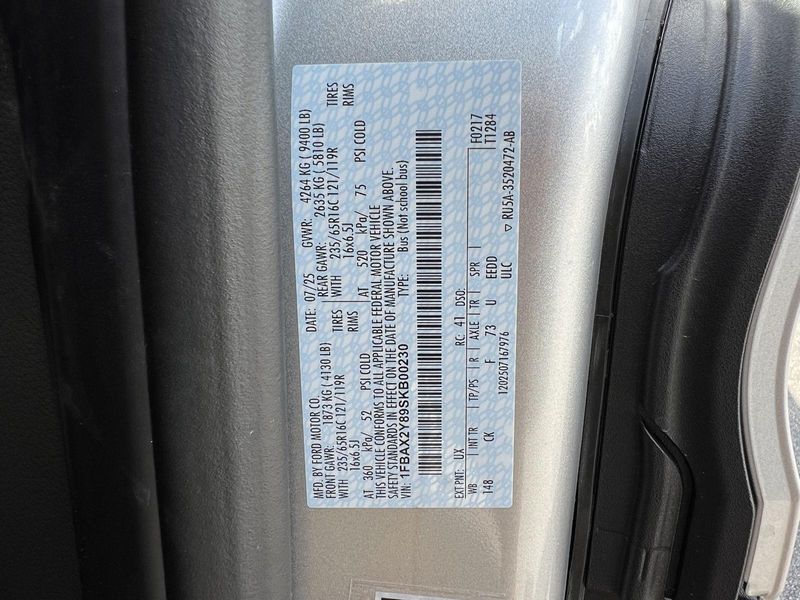 MFD. BY FORD MOTOR CO. DATE: 07/25 GVWR: 4264 KG ( 9400 LB)
FRONT GAWR: 1873 KG ( 4130 LB) REAR GAWR: 2635 KG ( 5810 LB)
WITH 235/65R16C 121/119R TIRES WITH 235/65R16C 121/119R TIRES
16x6.5J RIMS 16x6.5J RIMS
AT 360 kPa/ 52 PSI COLD AT 520 kPa/ 75 PSI COLD
THIS VEHICLE CONFORMS TO ALL APPLICABLE FEDERAL MOTOR VEHICLE
SAFETY STANDARDS IN EFFECT ON THE DATE OF MANUFACTURE SHOWN ABOVE.
VIN: 1FBAX2Y89SKB00230 TYPE: Bus (Not school bus)
EXT PNT: UX RC: 41 DSO: F0217
WB INT TR TP/PS R AXLE TR SPR T1284
148 CK F 73 U FEDD
ULC
1202507167976 ▽ RU5A-3520472-AB